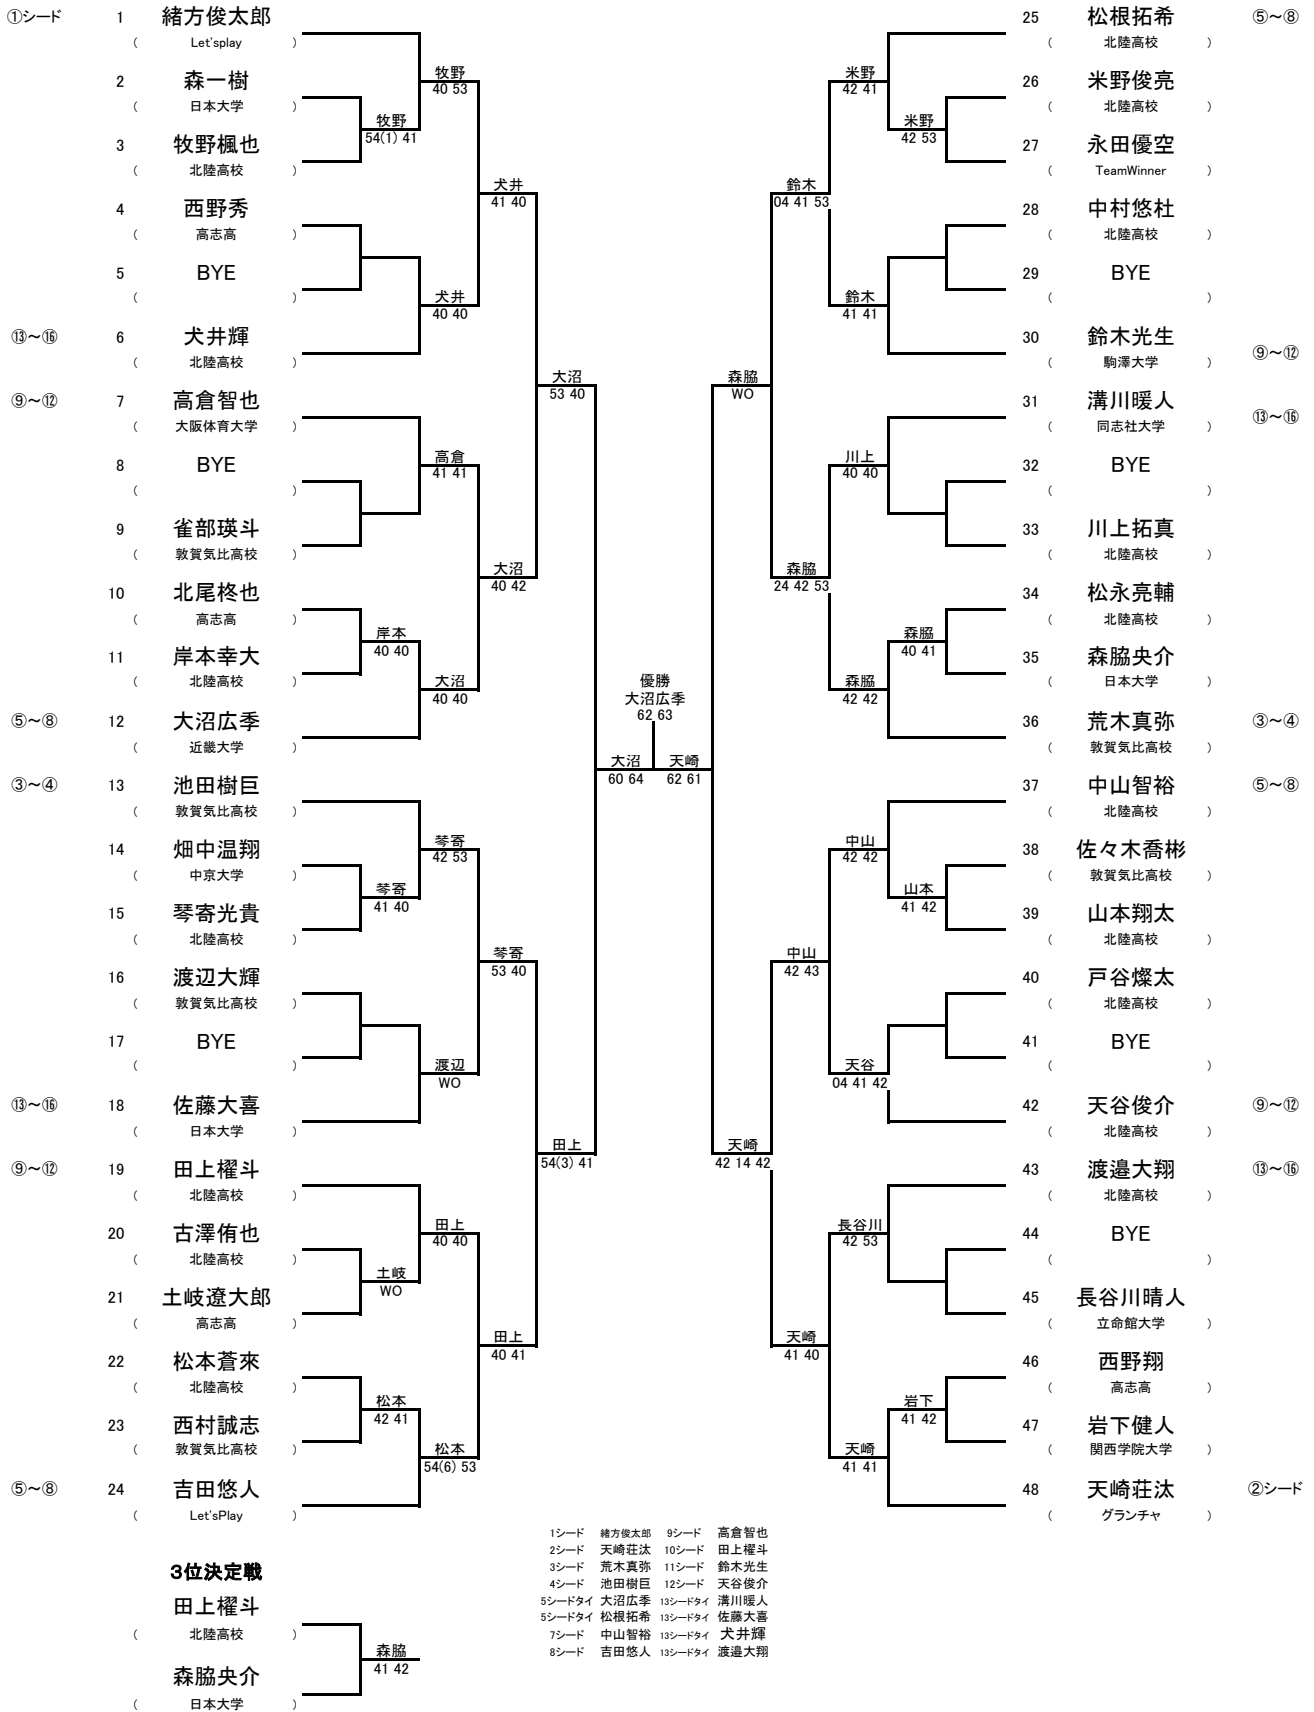 ①シード 1 緒方俊太郎
( Let'splay )
2 森一樹
( 日本大学 )
3 牧野楓也
( 北陸高校 )
4 西野秀
( 高志高 )
5 BYE
( )
⑬～⑯ 6 犬井輝
( 北陸高校 )
⑨～⑫ 7 高倉智也
( 大阪体育大学 )
8 BYE
( )
9 雀部瑛斗
( 敦賀気比高校 )
10 北尾柊也
( 高志高 )
11 岸本幸大
( 北陸高校 )
⑤～⑧ 12 大沼広季
( 近畿大学 )
③～④ 13 池田樹巨
( 敦賀気比高校 )
14 畑中温翔
( 中京大学 )
15 琴寄光貴
( 北陸高校 )
16 渡辺大輝
( 敦賀気比高校 )
17 BYE
( )
⑬～⑯ 18 佐藤大喜
( 日本大学 )
⑨～⑫ 19 田上櫂斗
( 北陸高校 )
20 古澤侑也
( 北陸高校 )
21 土岐遼大郎
( 高志高 )
22 松本蒼來
( 北陸高校 )
23 西村誠志
( 敦賀気比高校 )
⑤～⑧ 24 吉田悠人
( Let'sPlay )
牧野
54(1) 41
岸本
40 40
琴寄
41 40
土岐
WO
松本
42 41
牧野
40 53
犬井
40 40
高倉
41 41
大沼
40 40
琴寄
42 53
渡辺
WO
田上
40 40
松本
54(6) 53
犬井
41 40
大沼
40 42
琴寄
53 40
田上
40 41
大沼
53 40
田上
54(3) 41
大沼
60 64
優勝
大沼広季
62 63
天崎
62 61
森脇
WO
天崎
42 14 42
鈴木
04 41 53
森脇
24 42 53
中山
42 43
天崎
41 40
米野
42 41
鈴木
41 41
川上
40 40
森脇
42 42
中山
42 42
天谷
04 41 42
長谷川
42 53
天崎
41 41
米野
42 53
森脇
40 41
山本
41 42
岩下
41 42
25 松根拓希 ⑤～⑧
( 北陸高校 )
26 米野俊亮
( 北陸高校 )
27 永田優空
( TeamWinner )
28 中村悠杜
( 北陸高校 )
29 BYE
( )
30 鈴木光生
( 駒澤大学 ) ⑨～⑫
31 溝川暖人
( 同志社大学 ) ⑬～⑯
32 BYE
( )
33 川上拓真
( 北陸高校 )
34 松永亮輔
( 北陸高校 )
35 森脇央介
( 日本大学 )
36 荒木真弥 ③～④
( 敦賀気比高校 )
37 中山智裕 ⑤～⑧
( 北陸高校 )
38 佐々木喬彬
( 敦賀気比高校 )
39 山本翔太
( 北陸高校 )
40 戸谷燦太
( 北陸高校 )
41 BYE
( )
42 天谷俊介 ⑨～⑫
( 北陸高校 )
43 渡邉大翔 ⑬～⑯
( 北陸高校 )
44 BYE
( )
45 長谷川晴人
( 立命館大学 )
46 西野翔
( 高志高 )
47 岩下健人
( 関西学院大学 )
48 天崎荘汰 ②シード
( グランチャ )
1シード 緒方俊太郎 9シード 高倉智也
2シード 天崎荘汰 10シード 田上櫂斗
3シード 荒木真弥 11シード 鈴木光生
4シード 池田樹巨 12シード 天谷俊介
5シードタイ 大沼広季 13シードタイ 溝川暖人
5シードタイ 松根拓希 13シードタイ 佐藤大喜
7シード 中山智裕 13シードタイ 犬井輝
8シード 吉田悠人 13シードタイ 渡邉大翔
3位決定戦
田上櫂斗
( 北陸高校 )
森脇
41 42
森脇央介
( 日本大学 )